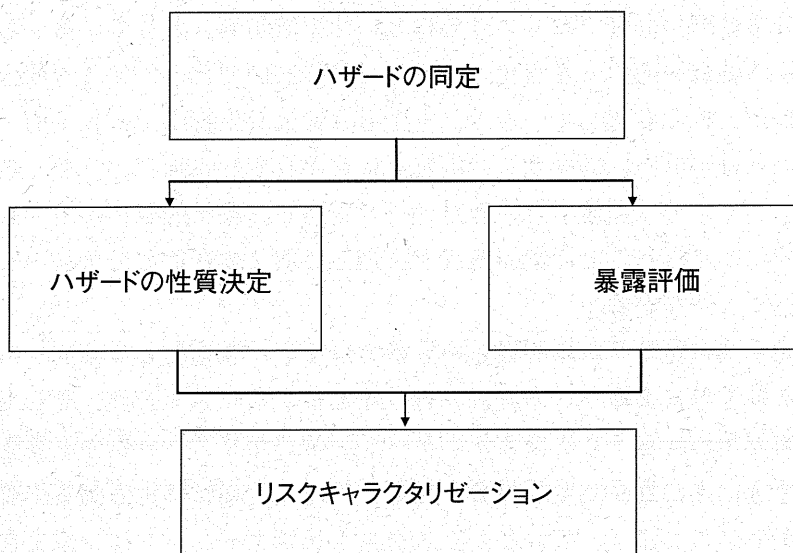 ハザードの同定
ハザードの性質決定
暴露評価
リスクキャラクタリゼーション